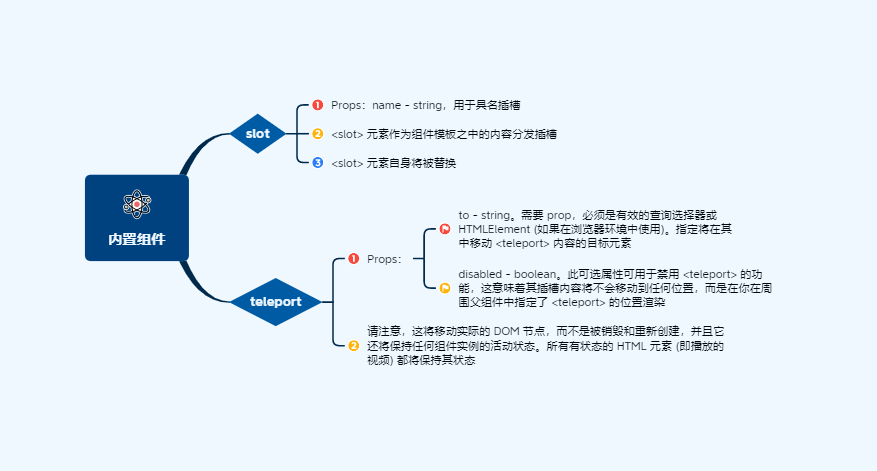 内置组件
slot
1 Props：name - string，用于具名插槽
2 <slot> 元素作为组件模板之中的内容分发插槽
3 <slot> 元素自身将被替换
teleport
1 Props：
to - string。需要 prop，必须是有效的查询选择器或
HTMLElement (如果在浏览器环境中使用)。指定将在其
中移动 <teleport> 内容的目标元素
disabled - boolean。此可选属性可用于禁用 <teleport> 的功
能，这意味着其插槽内容将不会移动到任何位置，而是在你在周
围父组件中指定了 <teleport> 的位置渲染
2 请注意，这将移动实际的 DOM 节点，而不是被销毁和重新创建，并且它
还将保持任何组件实例的活动状态。所有有状态的 HTML 元素 (即播放的
视频) 都将保持其状态